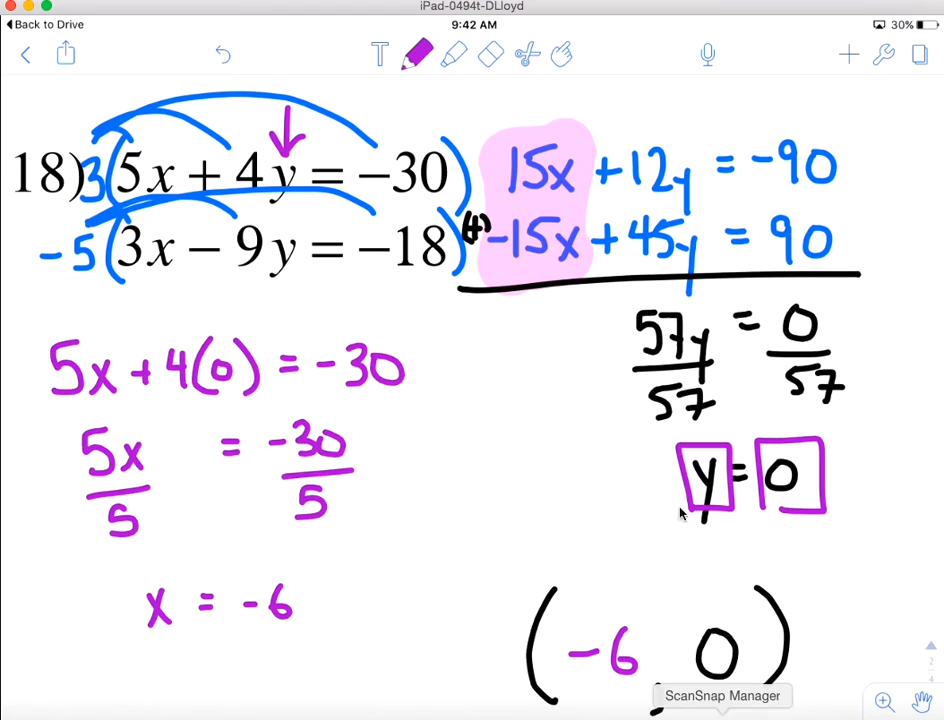 iPad-0494t-DLloyd
Back to Drive 9:42 AM 30%
T
18) 3(5x + 4y = −30) 15x + 12y = -90
-5(3x − 9y = −18) (+) -15x + 45y = 90
57y = 0
57 57
y = 0
5x + 4(0) = -30
5x = -30
5 5
x = -6
(-6, 0)
ScanSnap Manager
2
4